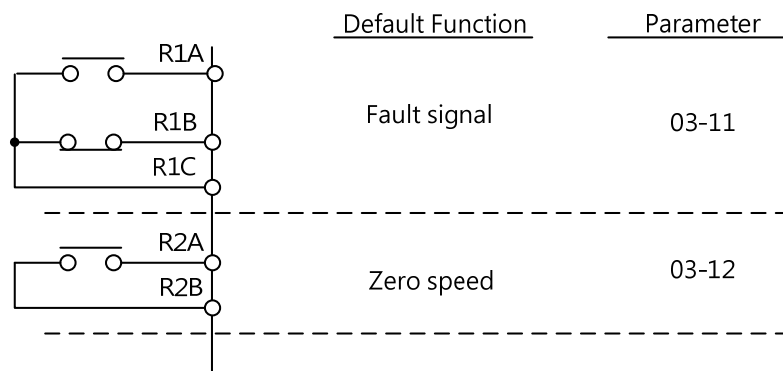 Default Function Parameter
R1A
R1B Fault signal 03-11
R1C
R2A
R2B Zero speed 03-12